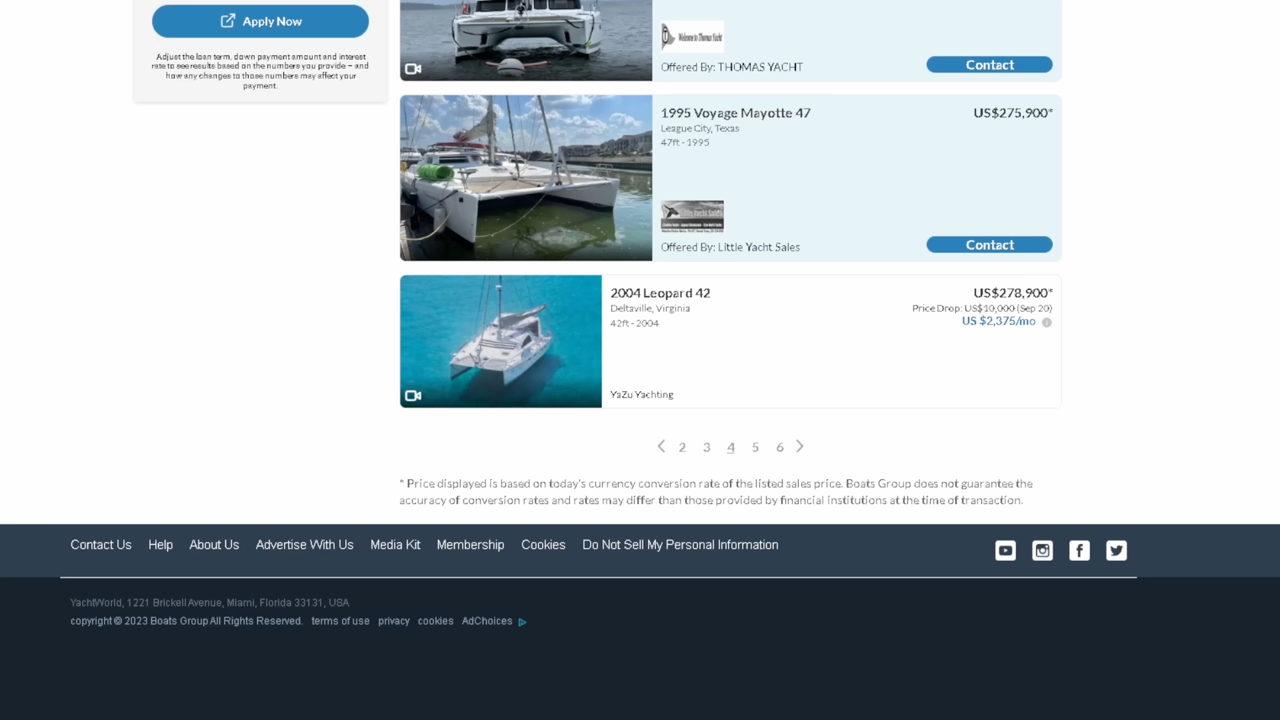 Apply Now
Adjust the loan term, down payment amount and interest
rate to see results based on the numbers you provide – and
how any changes to those numbers may affect your
payment.
Welcome to Thomas Yacht
Offered By: THOMAS YACHT
Contact
1995 Voyage Mayotte 47
US$275,900*
League City, Texas
47ft - 1995
Offered By: Little Yacht Sales
Contact
2004 Leopard 42
US$278,900*
Deltaville, Virginia
Price Drop: US$10,000 (Sep 20)
42ft - 2004
US $2,375/mo
YaZu Yachting
2 3 4 5 6
* Price displayed is based on today's currency conversion rate of the listed sales price. Boats Group does not guarantee the
accuracy of conversion rates and rates may differ than those provided by financial institutions at the time of transaction.
Contact Us Help About Us Advertise With Us Media Kit Membership Cookies Do Not Sell My Personal Information
YachtWorld, 1221 Brickell Avenue, Miami, Florida 33131, USA
copyright © 2023 Boats Group All Rights Reserved. terms of use privacy cookies AdChoices